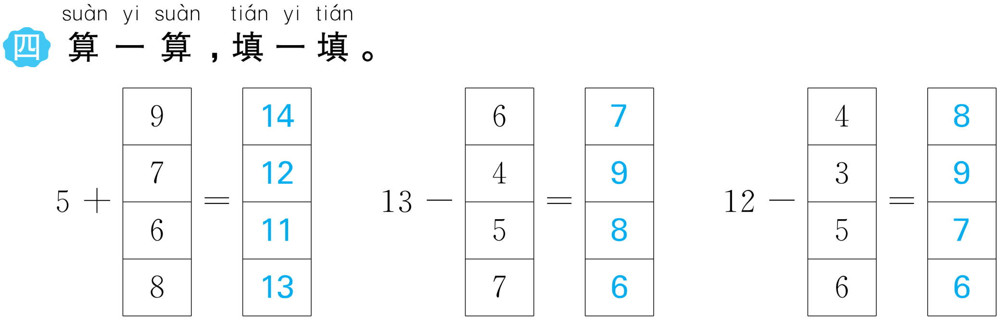 suàn yi suàn tián yi tián
四 算一算,填一填。
9 14 6 7 4 8
7 12 4 9 3 9
5 + = 13 − = 12 − =
6 11 5 8 5 7
8 13 7 6 6 6